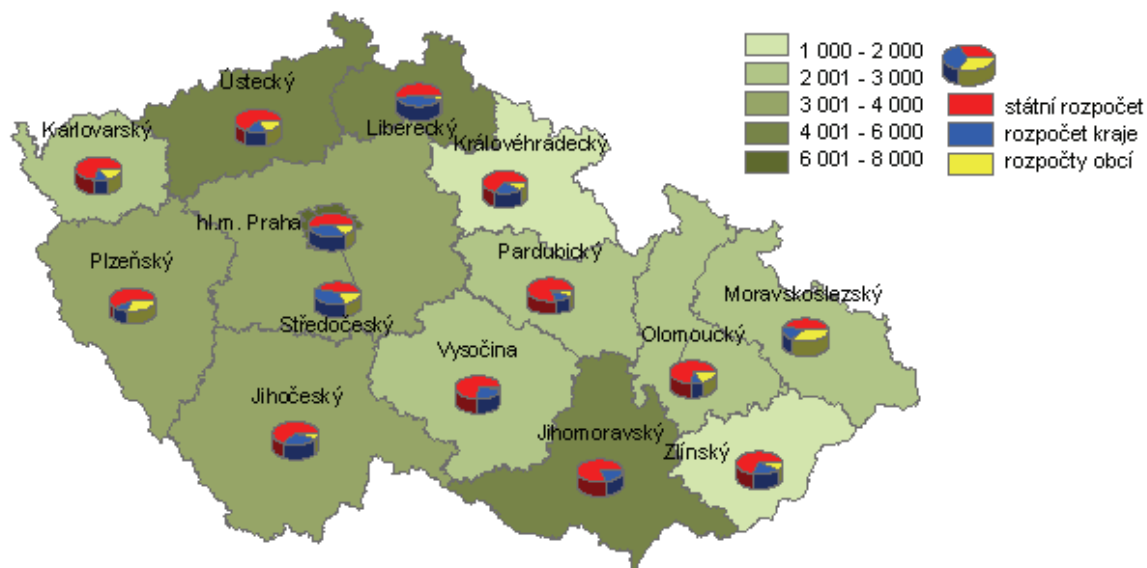 1 000 - 2 000
2 001 - 3 000
3 001 - 4 000
4 001 - 6 000
6 001 - 8 000
státní rozpočet
rozpočet kraje
rozpočty obcí
Ústecký
Karlovarský
Liberecký
Královéhrádecký
hl.m. Praha
Plzeňský
Pardubický
Moravskoslezský
Středočeský
Olomoucký
Vysočina
Jihočeský
Jihomoravský
Zlínský